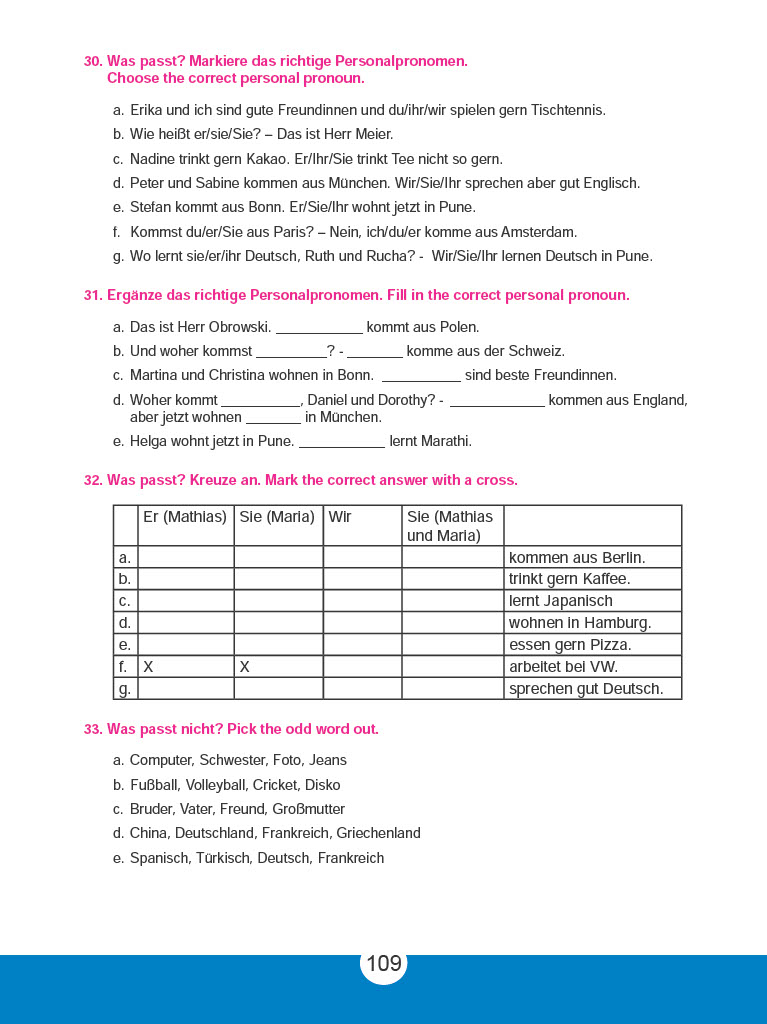 30. Was passt? Markiere das richtige Personalpronomen.
Choose the correct personal pronoun.
a. Erika und ich sind gute Freundinnen und du/ihr/wir spielen gern Tischtennis.
b. Wie heißt er/sie/Sie? – Das ist Herr Meier.
c. Nadine trinkt gern Kakao. Er/Ihr/Sie trinkt Tee nicht so gern.
d. Peter und Sabine kommen aus München. Wir/Sie/Ihr sprechen aber gut Englisch.
e. Stefan kommt aus Bonn. Er/Sie/Ihr wohnt jetzt in Pune.
f. Kommst du/er/Sie aus Paris? – Nein, ich/du/er komme aus Amsterdam.
g. Wo lernt sie/er/ihr Deutsch, Ruth und Rucha? - Wir/Sie/Ihr lernen Deutsch in Pune.
31. Ergänze das richtige Personalpronomen. Fill in the correct personal pronoun.
a. Das ist Herr Obrowski. ___________ kommt aus Polen.
b. Und woher kommst _________? - _______ komme aus der Schweiz.
c. Martina und Christina wohnen in Bonn. __________ sind beste Freundinnen.
d. Woher kommt __________, Daniel und Dorothy? - ____________ kommen aus England,
aber jetzt wohnen _______ in München.
e. Helga wohnt jetzt in Pune. ___________ lernt Marathi.
32. Was passt? Kreuze an. Mark the correct answer with a cross.
Er (Mathias) Sie (Maria) Wir Sie (Mathias
und Maria)
a. kommen aus Berlin.
b. trinkt gern Kaffee.
c. lernt Japanisch
d. wohnen in Hamburg.
e. essen gern Pizza.
f. X X arbeitet bei VW.
g. sprechen gut Deutsch.
33. Was passt nicht? Pick the odd word out.
a. Computer, Schwester, Foto, Jeans
b. Fußball, Volleyball, Cricket, Disko
c. Bruder, Vater, Freund, Großmutter
d. China, Deutschland, Frankreich, Griechenland
e. Spanisch, Türkisch, Deutsch, Frankreich
109